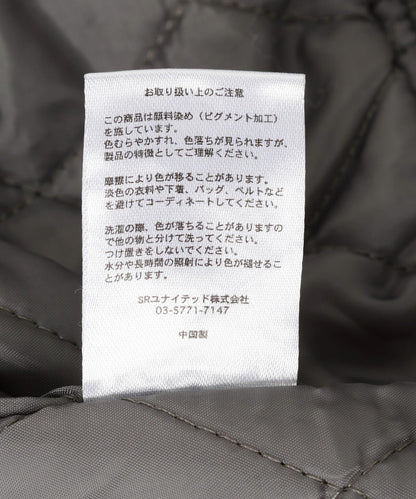 お取り扱い上のご注意
この商品は顔料染め（ピグメント加工）
を施しています。
色むらやかすれ、色落ちが見られますが、
製品の特徴としてご理解ください。
摩擦により色が移ることがあります。
淡色の衣料や下着、バッグ、ベルトなど
を避けてコーディネートしてください。
洗濯の際、色が落ちることがありますの
で他の物と分けて洗ってください。
つけ置きをしないでください。
水分や長時間の照射により色が褪せるこ
とがあります。
SRユナイテッド株式会社
03-5771-7147
中国製